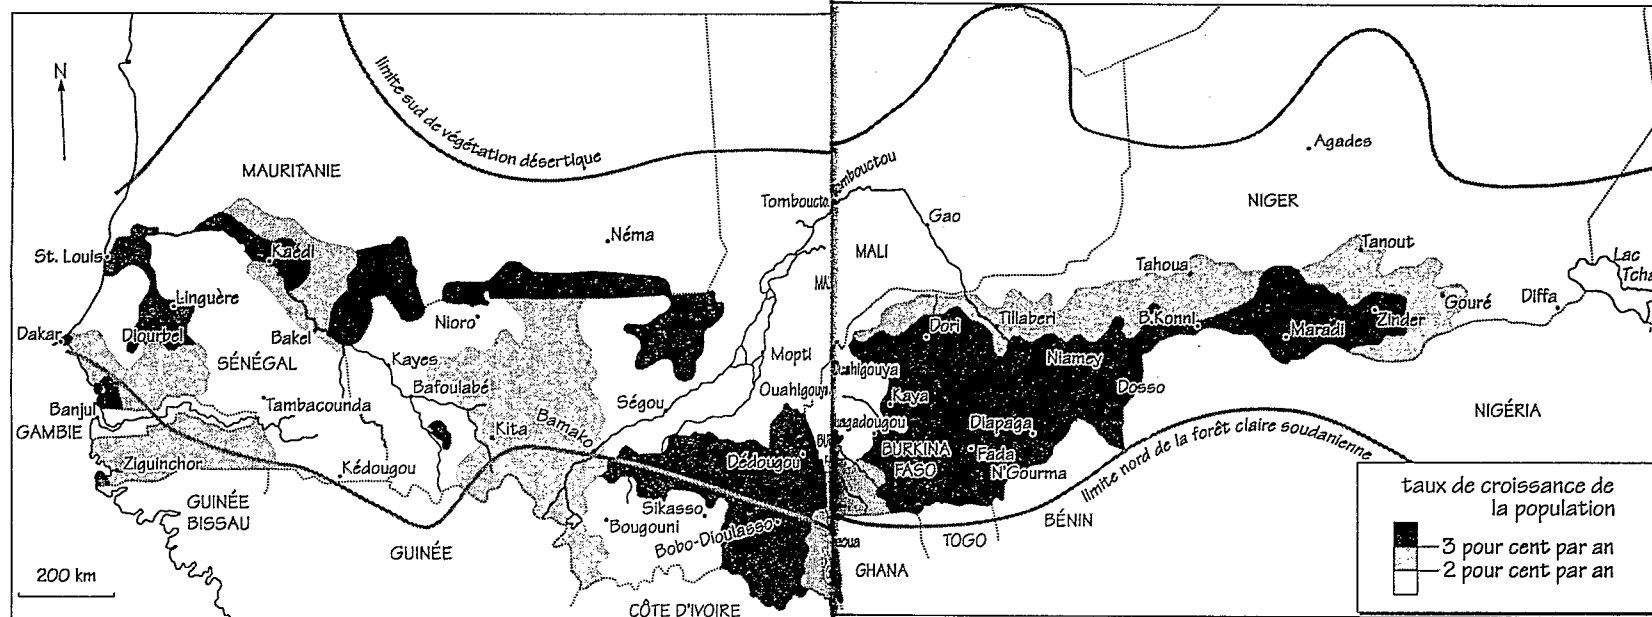 N
limite sud de végétation désertique
MAURITANIE
Agades
NIGER
Tombouctou
Gao
Néma
MALI
St. Louis
Kaédi
Tanout
Tahoua
Lac
Linguère
Nioro
Gouré
Diffa
Dakar
Diourbel
Bakel
Dori
Tillaberi
B.Konni
Maradi
Zinder
SÉNÉGAL
Kayes
Mopti
Niamey
Bafoulabé
Ouahigouya
Kaya
Dosso
Banjul
Tambacounda
Ségou
NIGÉRIA
GAMBIE
Kita
Bamako
Diapaga
Ziguinchor
Kédougou
Dédougou
BURKINA
FASO
Fada
N'Gourma
limite nord de la forêt claire soudanienne
GUINÉE
BISSAU
Sikasso
Bougouni
Bobo-Dioulasso
BÉNIN
GUINÉE
TOGO
GHANA
CÔTE D'IVOIRE
200 km
taux de croissance de
la population
3 pour cent par an
2 pour cent par an